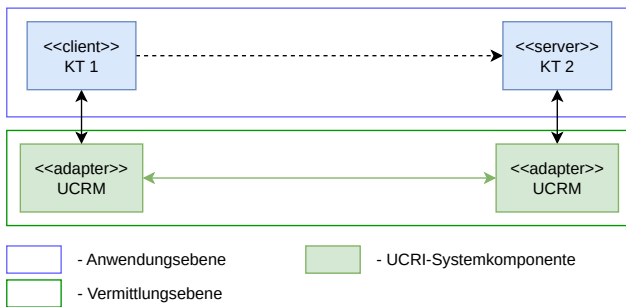 <<client>>
KT 1
<<server>>
KT 2
<<adapter>>
UCRM
<<adapter>>
UCRM
- Anwendungsebene
- UCRI-Systemkomponente
- Vermittlungsebene